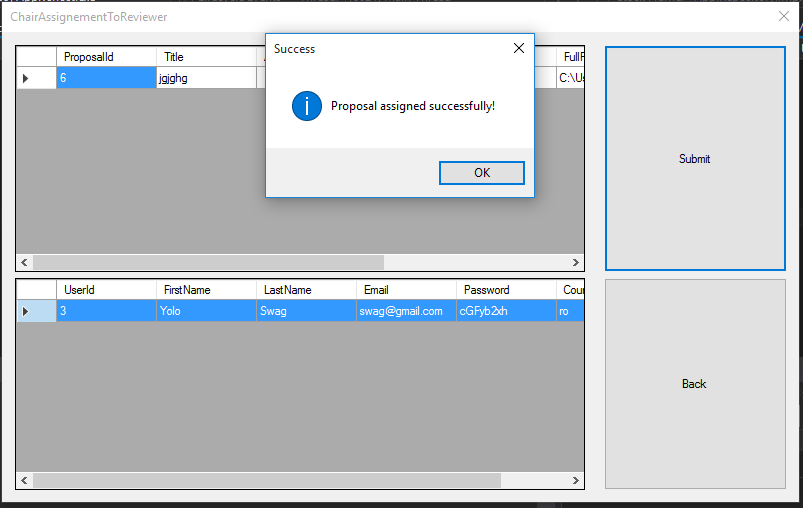 ChairAssignementToReviewer
Success
ProposalId Title FullF
6 jgjghg C:\Us
Proposal assigned successfully!
OK
Submit
UserId FirstName LastName Email Password Cour
3 Yolo Swag swag@gmail.com cGFyb2xh ro
Back